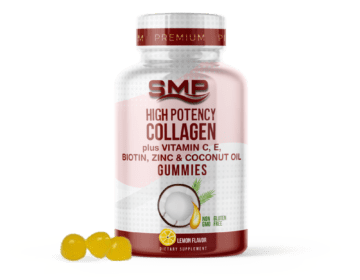 PREMIUM
SMP
HIGH POTENCY
COLLAGEN
plus VITAMIN C, E,
BIOTIN, ZINC & COCONUT OIL
GUMMIES
NON GLUTEN
GMO FREE
LEMON FLAVOR
DIETARY SUPPLEMENT